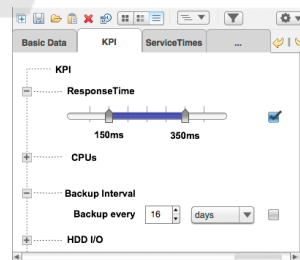 Basic Data KPI ServiceTimes ...
KPI
ResponseTime
150ms 350ms
CPUs
Backup Interval
Backup every 16 days
HDD I/O